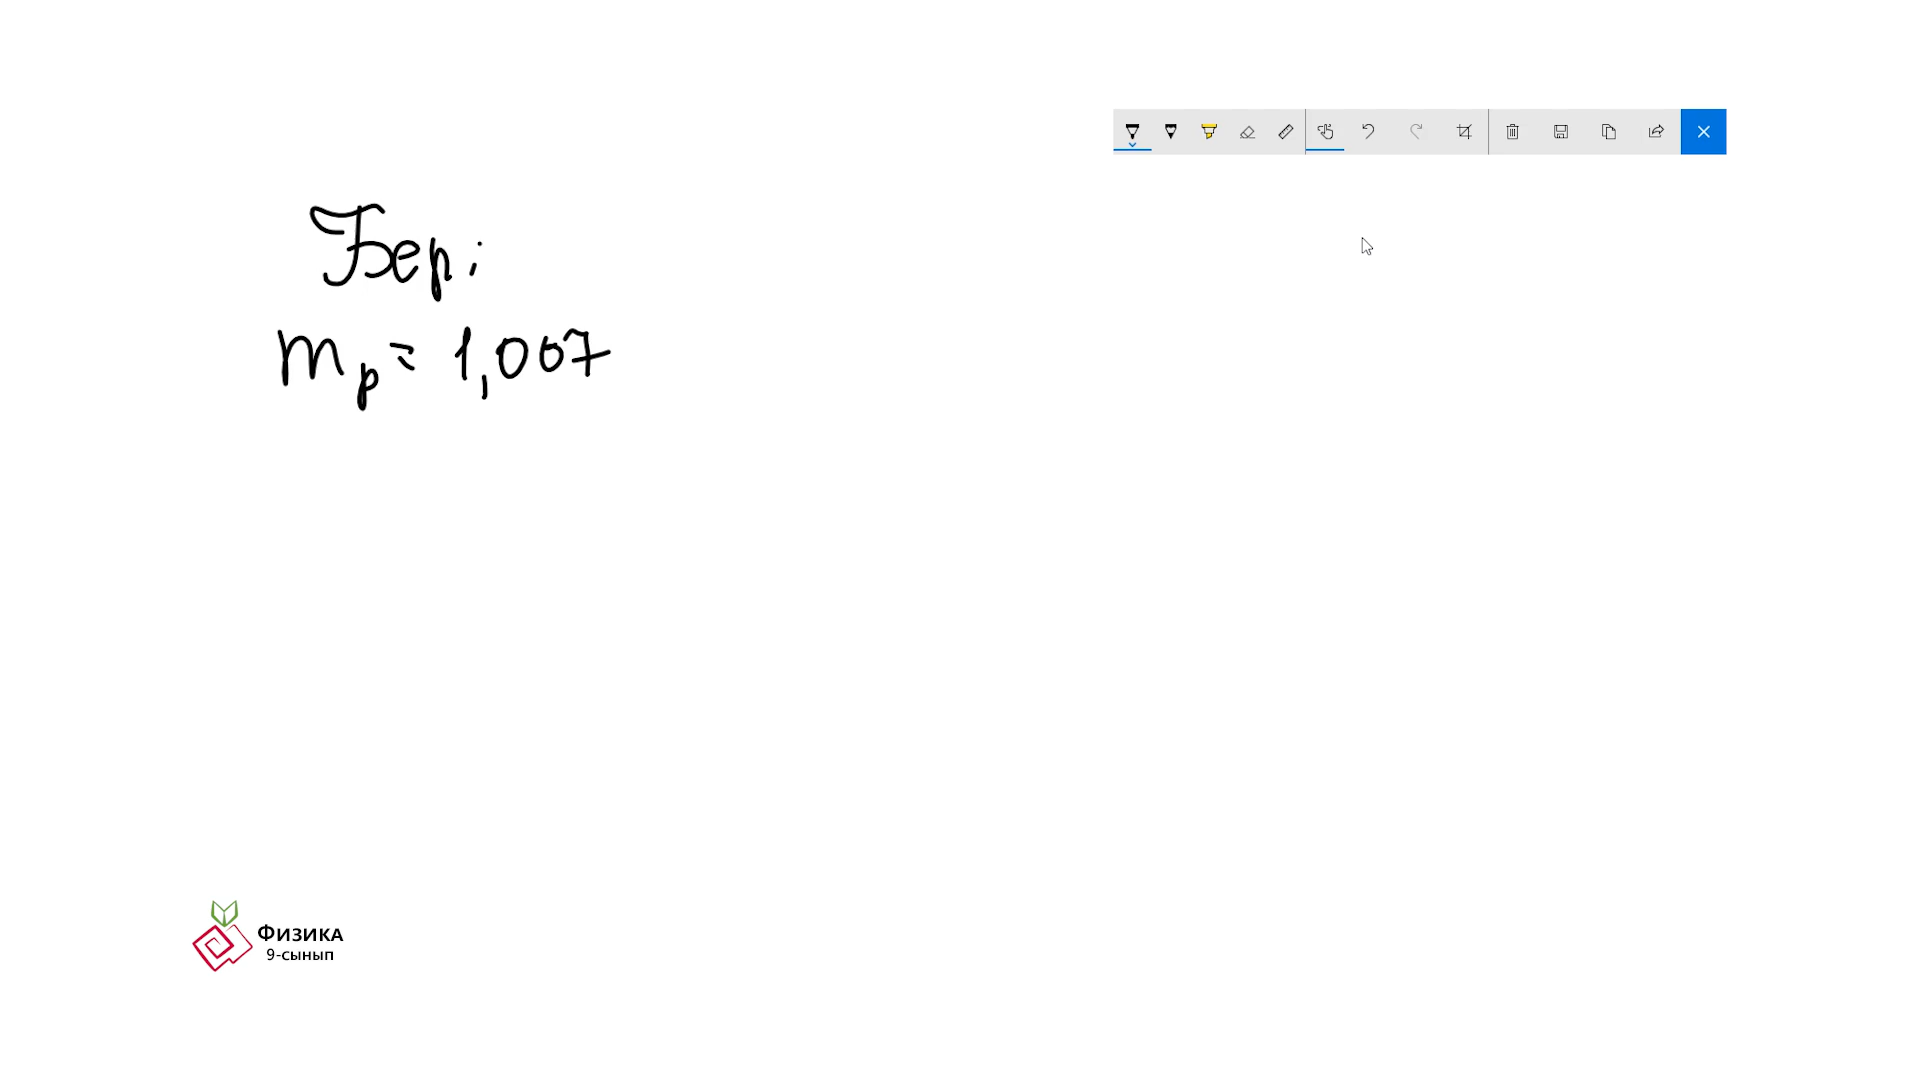 Бер:
mp = 1,007
Физика
9-сынып